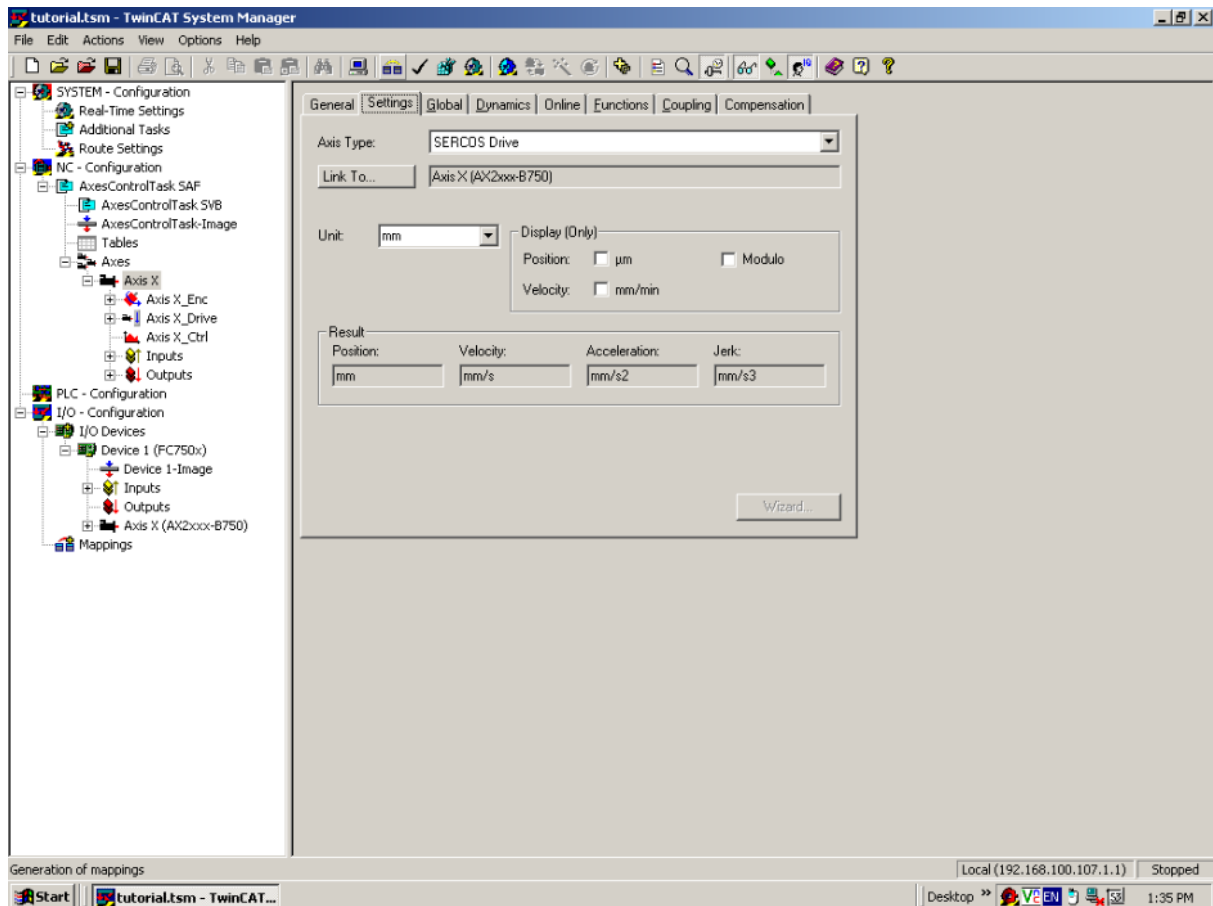 tutorial.tsm - TwinCAT System Manager
File Edit Actions View Options Help
SYSTEM - Configuration
Real-Time Settings
Additional Tasks
Route Settings
NC - Configuration
AxesControlTask SAF
AxesControlTask SVB
AxesControlTask-Image
Tables
Axes
Axis X
Axis X_Enc
Axis X_Drive
Axis X_Ctrl
Inputs
Outputs
PLC - Configuration
I/O - Configuration
I/O Devices
Device 1 (FC750x)
Device 1-Image
Inputs
Outputs
Axis X (AX2xxx-B750)
Mappings
General Settings Global Dynamics Online Functions Coupling Compensation
Axis Type: SERCOS Drive
Link To... Axis X (AX2xxx-B750)
Unit: mm
Display (Only)
Position: µm Modulo
Velocity: mm/min
Result
Position: Velocity: Acceleration: Jerk:
mm mm/s mm/s2 mm/s3
Wizard...
Generation of mappings Local (192.168.100.107.1.1) Stopped
Start tutorial.tsm - TwinCAT... Desktop » EN 1:35 PM